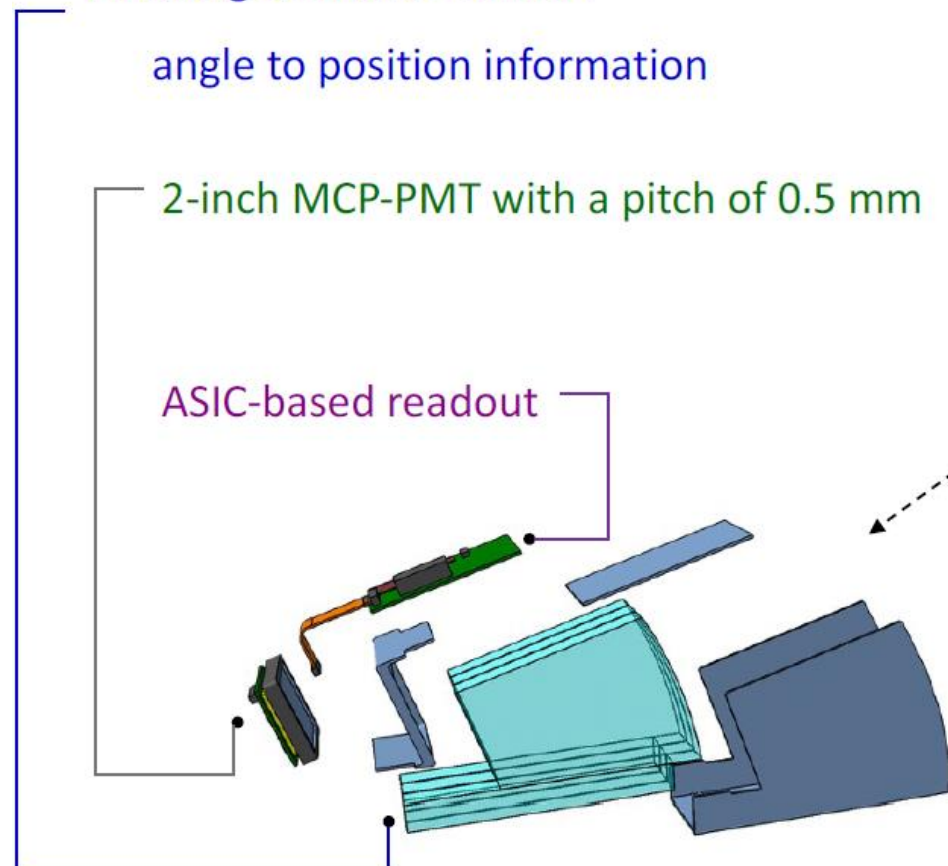 angle to position information
2-inch MCP-PMT with a pitch of 0.5 mm
ASIC-based readout